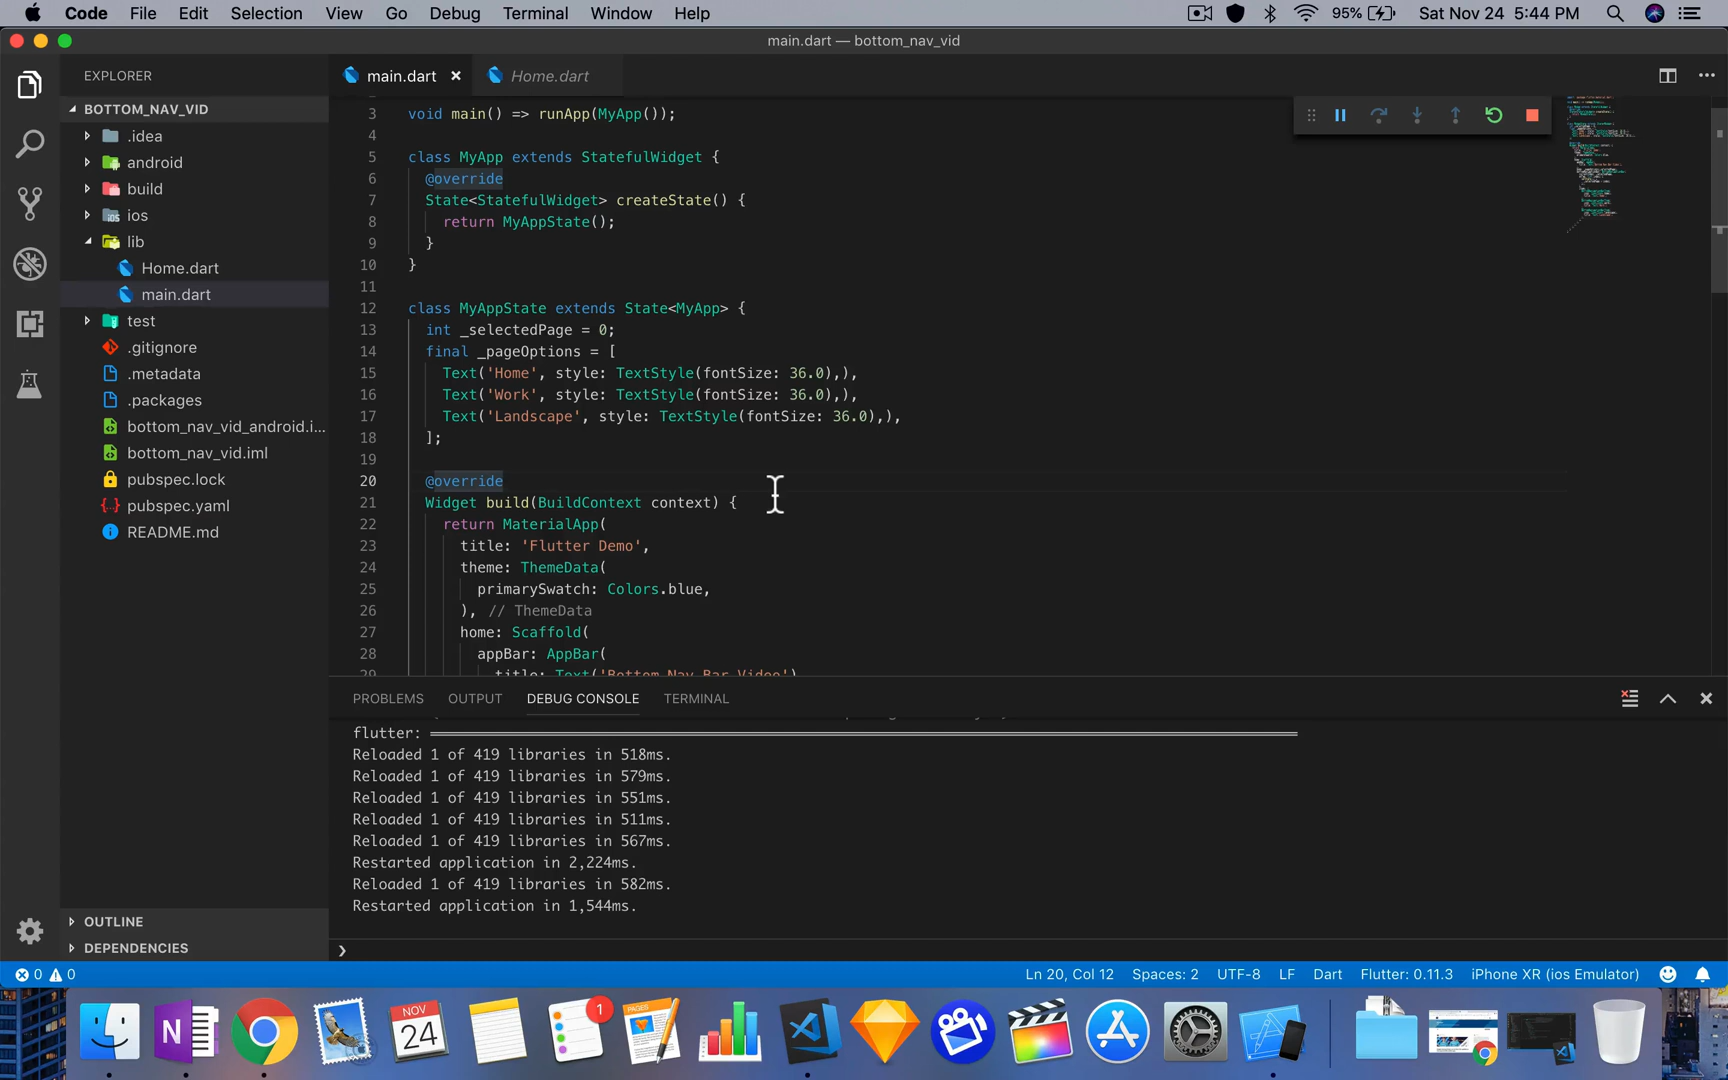 Code File Edit Selection View Go Debug Terminal Window Help 95% Sat Nov 24 5:44 PM
main.dart — bottom_nav_vid
EXPLORER
main.dart
Home.dart
BOTTOM_NAV_VID
.idea
android
build
ios
lib
Home.dart
main.dart
test
.gitignore
.metadata
.packages
bottom_nav_vid_android.i...
bottom_nav_vid.iml
pubspec.lock
pubspec.yaml
README.md
OUTLINE
DEPENDENCIES
3 void main() => runApp(MyApp());
4
5 class MyApp extends StatefulWidget {
6 @override
7 State<StatefulWidget> createState() {
8 return MyAppState();
9 }
10 }
11
12 class MyAppState extends State<MyApp> {
13 int _selectedPage = 0;
14 final _pageOptions = [
15 Text('Home', style: TextStyle(fontSize: 36.0),),
16 Text('Work', style: TextStyle(fontSize: 36.0),),
17 Text('Landscape', style: TextStyle(fontSize: 36.0),),
18 ];
19
20 @override
21 Widget build(BuildContext context) {
22 return MaterialApp(
23 title: 'Flutter Demo',
24 theme: ThemeData(
25 primarySwatch: Colors.blue,
26 ), // ThemeData
27 home: Scaffold(
28 appBar: AppBar(
29 title: Text('Bottom Nav Bar Video')
PROBLEMS OUTPUT DEBUG CONSOLE TERMINAL
flutter: ════════════════════════════════════════
Reloaded 1 of 419 libraries in 518ms.
Reloaded 1 of 419 libraries in 579ms.
Reloaded 1 of 419 libraries in 551ms.
Reloaded 1 of 419 libraries in 511ms.
Reloaded 1 of 419 libraries in 567ms.
Restarted application in 2,224ms.
Reloaded 1 of 419 libraries in 582ms.
Restarted application in 1,544ms.
0 0 Ln 20, Col 12 Spaces: 2 UTF-8 LF Dart Flutter: 0.11.3 iPhone XR (ios Emulator)
N
NOV
24
1